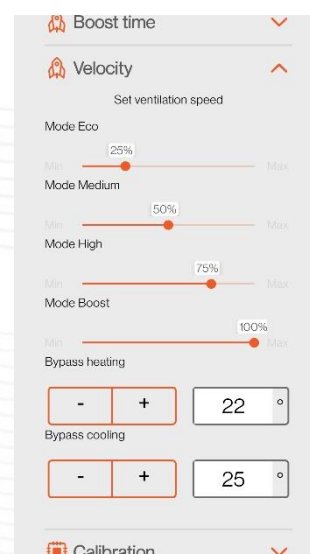 Boost time
Velocity
Set ventilation speed
Mode Eco
25%
Min Max
Mode Medium
50%
Min Max
Mode High
75%
Min Max
Mode Boost
100%
Min Max
Bypass heating
- + 22 °
Bypass cooling
- + 25 °
Calibration